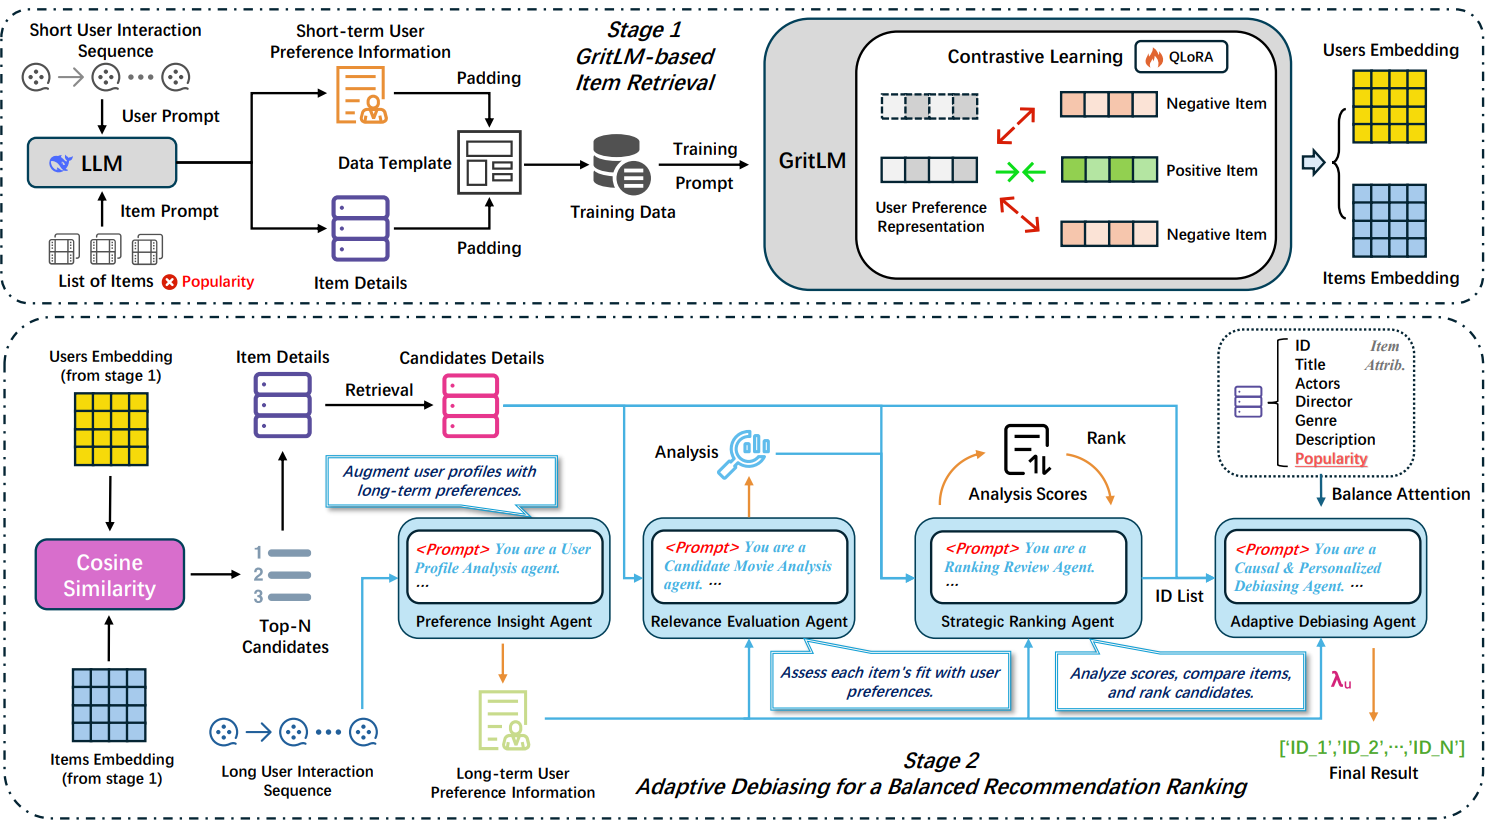 Short User Interaction
Sequence
User Prompt
LLM
Item Prompt
List of Items
Popularity
Short-term User
Preference Information
Padding
Data Template
Padding
Item Details
Stage 1
GritLM-based
Item Retrieval
Training Data
Training
Prompt
GritLM
Contrastive Learning
QLoRA
Negative Item
Positive Item
User Preference
Representation
Negative Item
Users Embedding
Items Embedding
Users Embedding
(from stage 1)
Cosine
Similarity
Items Embedding
(from stage 1)
Item Details
Retrieval
Candidates Details
1
2
3
Top-N
Candidates
Augment user profiles with
long-term preferences.
<Prompt> You are a User
Profile Analysis agent.
...
Preference Insight Agent
Long User Interaction
Sequence
Long-term User
Preference Information
Analysis
<Prompt> You are a
Candidate Movie Analysis
agent. ...
Relevance Evaluation Agent
Assess each item's fit with user
preferences.
Rank
Analysis Scores
<Prompt> You are a
Ranking Review Agent.
...
Strategic Ranking Agent
Analyze scores, compare items,
and rank candidates.
ID List
ID
Title
Actors
Director
Genre
Description
Popularity
Item
Attrib.
Balance Attention
<Prompt> You are a
Causal & Personalized
Debiasing Agent. ...
Adaptive Debiasing Agent
λu
['ID_1','ID_2',···,'ID_N']
Final Result
Stage 2
Adaptive Debiasing for a Balanced Recommendation Ranking